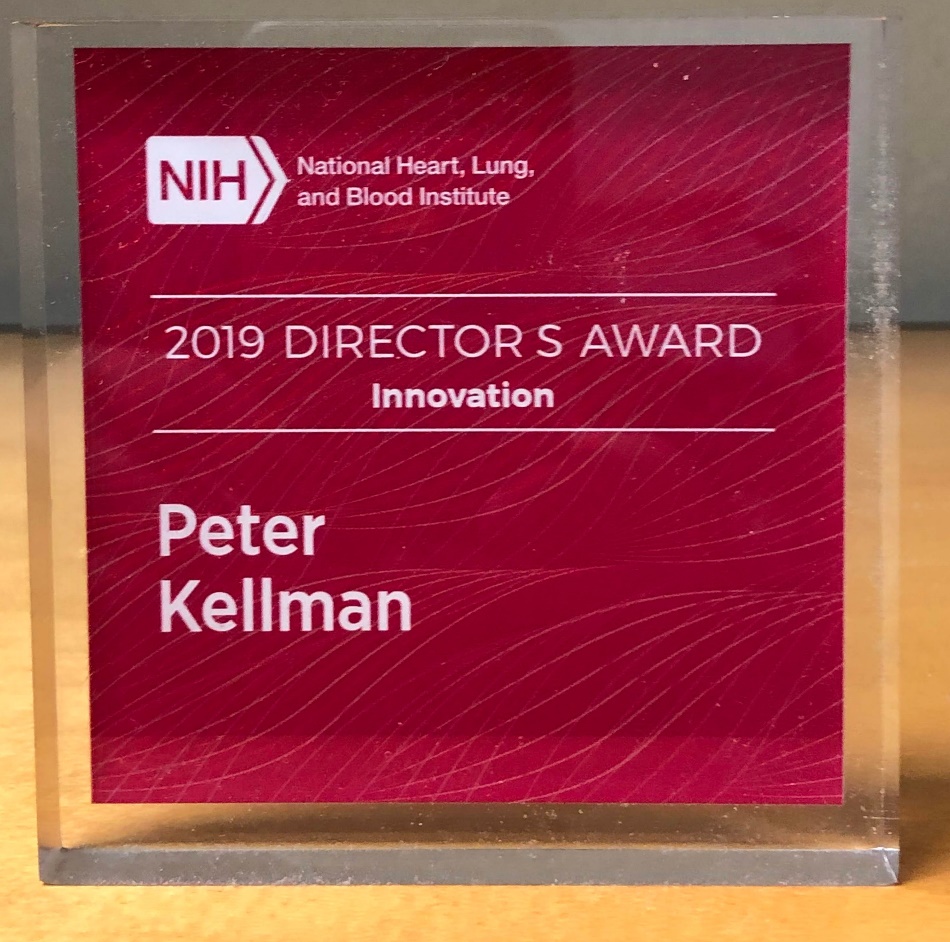 NIH
National Heart, Lung,
and Blood Institute
2019 DIRECTOR S AWARD
Innovation
Peter
Kellman